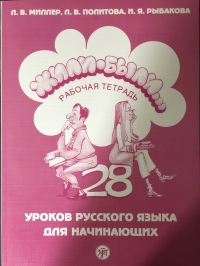 Л. В. МИЛЛЕР, Л. В. ПОЛИТОВА, И. Я. РЫБАКОВА
ЖИЛИ-БЫЛИ...
РАБОЧАЯ ТЕТРАДЬ
28
УРОКОВ РУССКОГО ЯЗЫКА
ДЛЯ НАЧИНАЮЩИХ